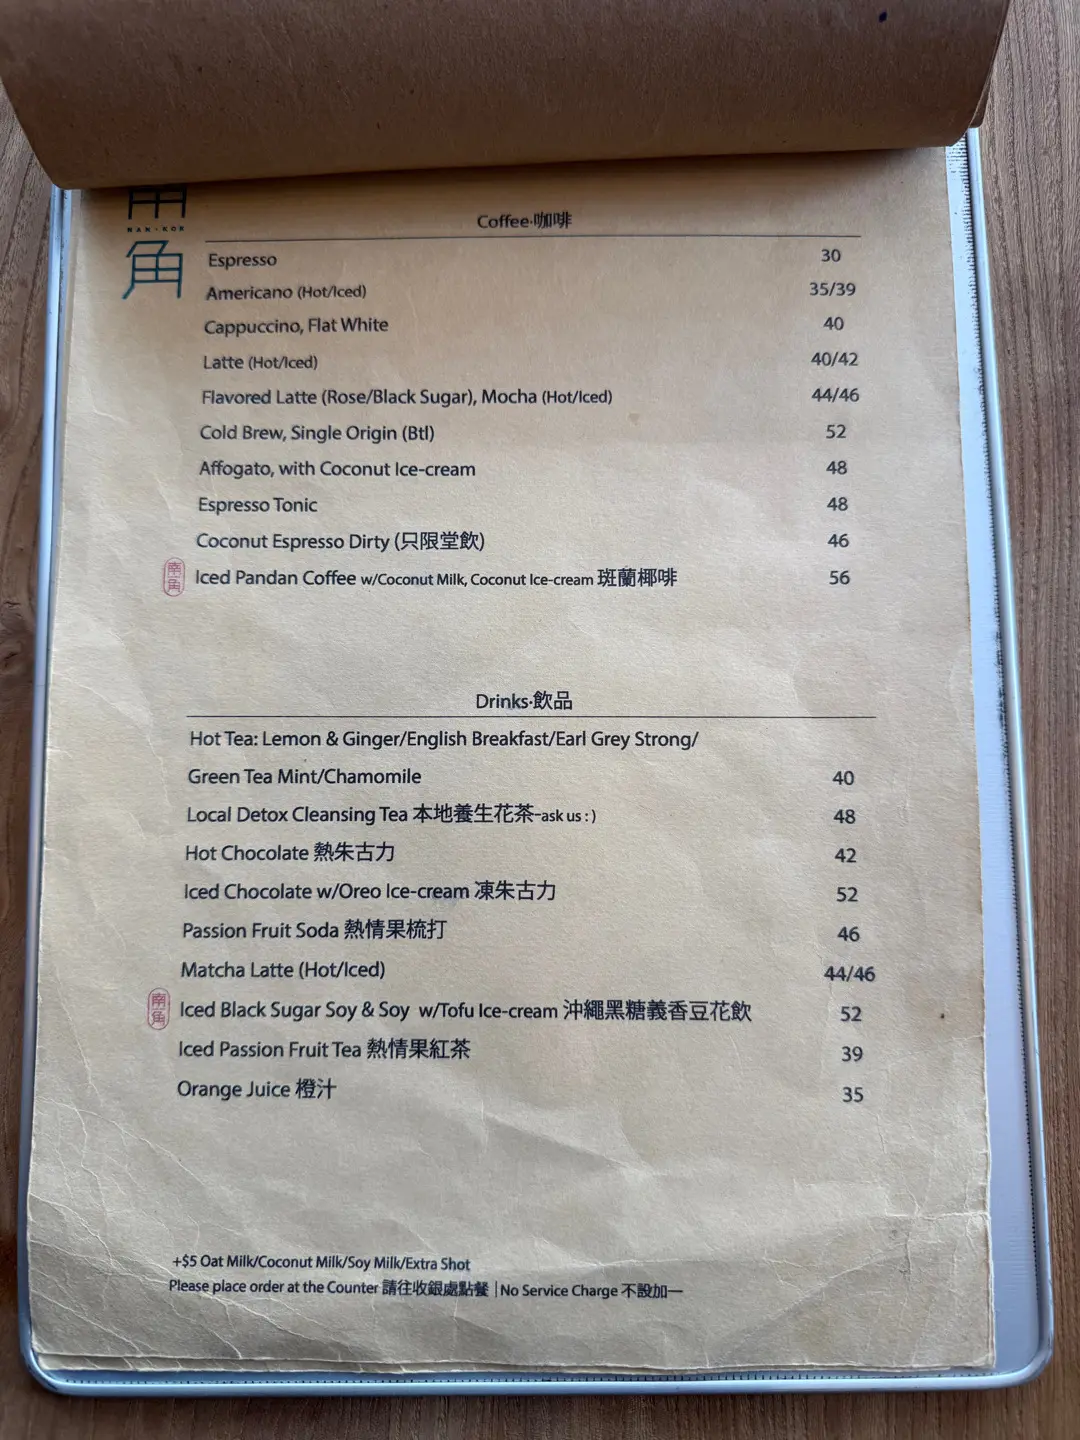 南
NAN·KOK
角
Coffee·咖啡
Espresso 30
Americano (Hot/Iced) 35/39
Cappuccino, Flat White 40
Latte (Hot/Iced) 40/42
Flavored Latte (Rose/Black Sugar), Mocha (Hot/Iced) 44/46
Cold Brew, Single Origin (Btl) 52
Affogato, with Coconut Ice-cream 48
Espresso Tonic 48
Coconut Espresso Dirty (只限堂飲) 46
南角 Iced Pandan Coffee w/Coconut Milk, Coconut Ice-cream 斑蘭椰啡 56
Drinks·飲品
Hot Tea: Lemon & Ginger/English Breakfast/Earl Grey Strong/
Green Tea Mint/Chamomile 40
Local Detox Cleansing Tea 本地養生花茶-ask us : ) 48
Hot Chocolate 熱朱古力 42
Iced Chocolate w/Oreo Ice-cream 凍朱古力 52
Passion Fruit Soda 熱情果梳打 46
Matcha Latte (Hot/Iced) 44/46
南角 Iced Black Sugar Soy & Soy w/Tofu Ice-cream 沖繩黑糖義香豆花飲 52
Iced Passion Fruit Tea 熱情果紅茶 39
Orange Juice 橙汁 35
+$5 Oat Milk/Coconut Milk/Soy Milk/Extra Shot
Please place order at the Counter 請往收銀處點餐 | No Service Charge 不設加一